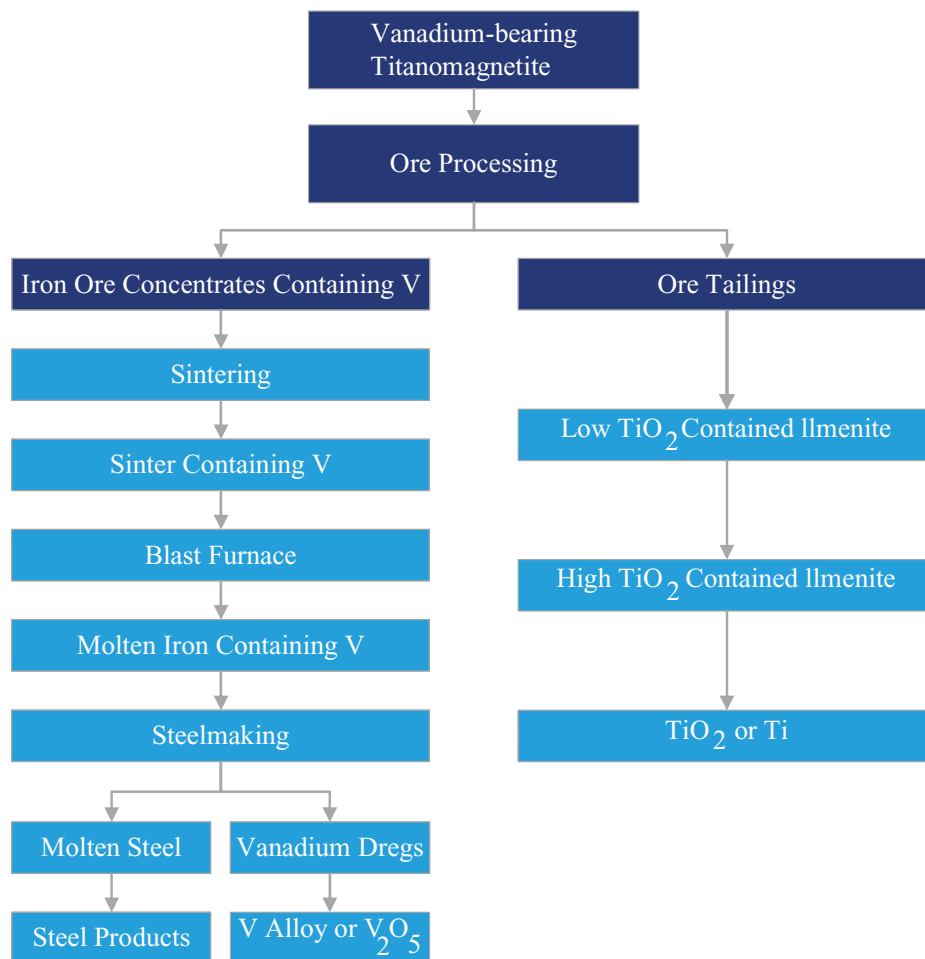 Vanadium-bearing
Titanomagnetite
Ore Processing
Iron Ore Concentrates Containing V
Ore Tailings
Sintering
Low TiO2 Contained llmenite
Sinter Containing V
Blast Furnace
High TiO2 Contained llmenite
Molten Iron Containing V
Steelmaking
TiO2 or Ti
Molten Steel
Vanadium Dregs
Steel Products
V Alloy or V2O5